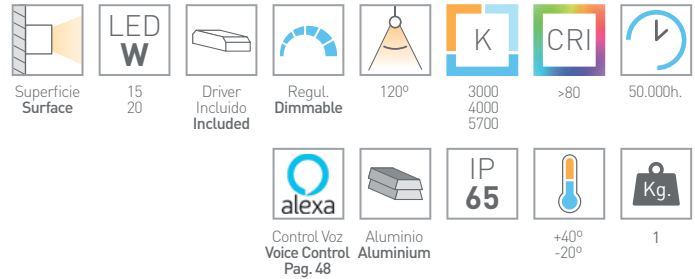 LED
W
K
CRI
Superficie
Surface
15
20
Driver
Incluido
Included
Regul.
Dimmable
120º
3000
4000
5700
>80
50.000h.
alexa
IP
65
Kg.
Control Voz
Voice Control
Pag. 48
Aluminio
Aluminium
+40º
-20º
1